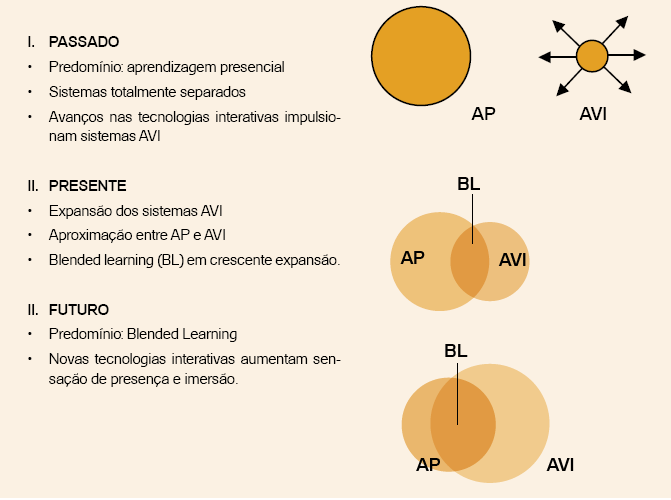 I. PASSADO
• Predomínio: aprendizagem presencial
• Sistemas totalmente separados
• Avanços nas tecnologias interativas impulsio-
nam sistemas AVI
AP
AVI
II. PRESENTE
• Expansão dos sistemas AVI
• Aproximação entre AP e AVI
• Blended learning (BL) em crescente expansão.
BL
AP
AVI
II. FUTURO
• Predomínio: Blended Learning
• Novas tecnologias interativas aumentam sen-
sação de presença e imersão.
BL
AP
AVI